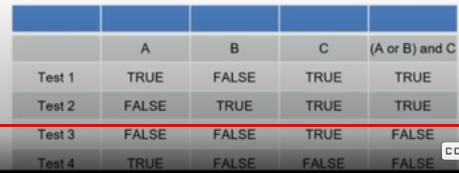 A B C (A or B) and C
Test 1 TRUE FALSE TRUE TRUE
Test 2 FALSE TRUE TRUE TRUE
Test 3 FALSE FALSE TRUE FALSE
Test 4 TRUE FALSE FALSE FALSE